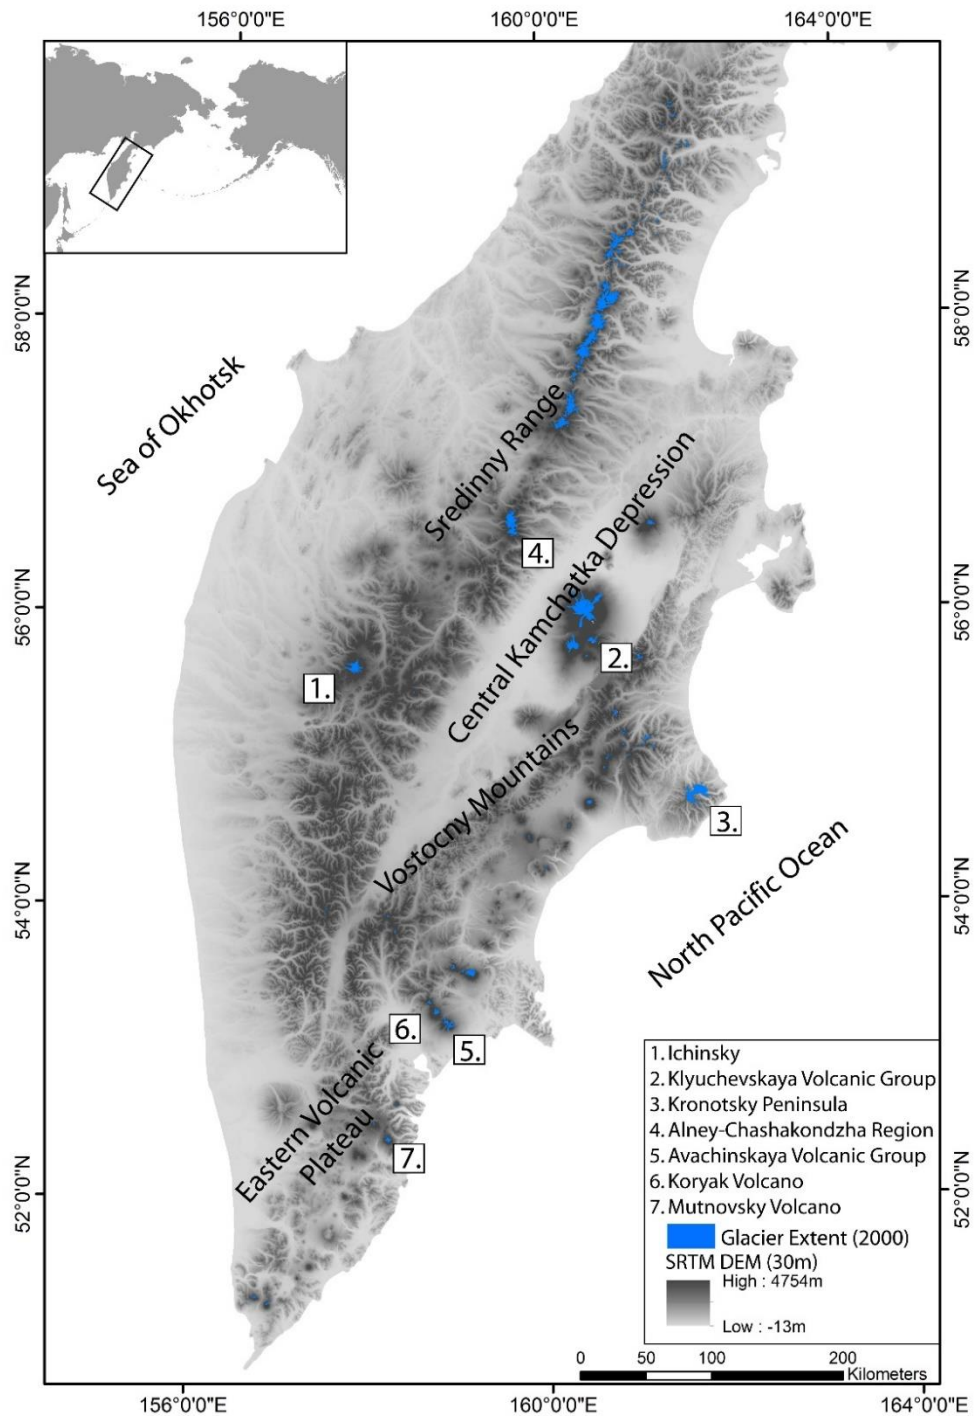 156°0'0"E
160°0'0"E
164°0'0"E
58°0'0"N
58°0'0"N
Sea of Okhotsk
Sredinny Range
4.
Central Kamchatka Depression
56°0'0"N
56°0'0"N
1.
2.
Vostocny Mountains
3.
54°0'0"N
54°0'0"N
North Pacific Ocean
6.
5.
Eastern Volcanic
Plateau
7.
52°0'0"N
52°0'0"N
1. Ichinsky
2. Klyuchevskaya Volcanic Group
3. Kronotsky Peninsula
4. Alney-Chashakondzha Region
5. Avachinskaya Volcanic Group
6. Koryak Volcano
7. Mutnovsky Volcano
Glacier Extent (2000)
SRTM DEM (30m)
High : 4754m
Low : -13m
0 50 100 200
Kilometers
156°0'0"E
160°0'0"E
164°0'0"E